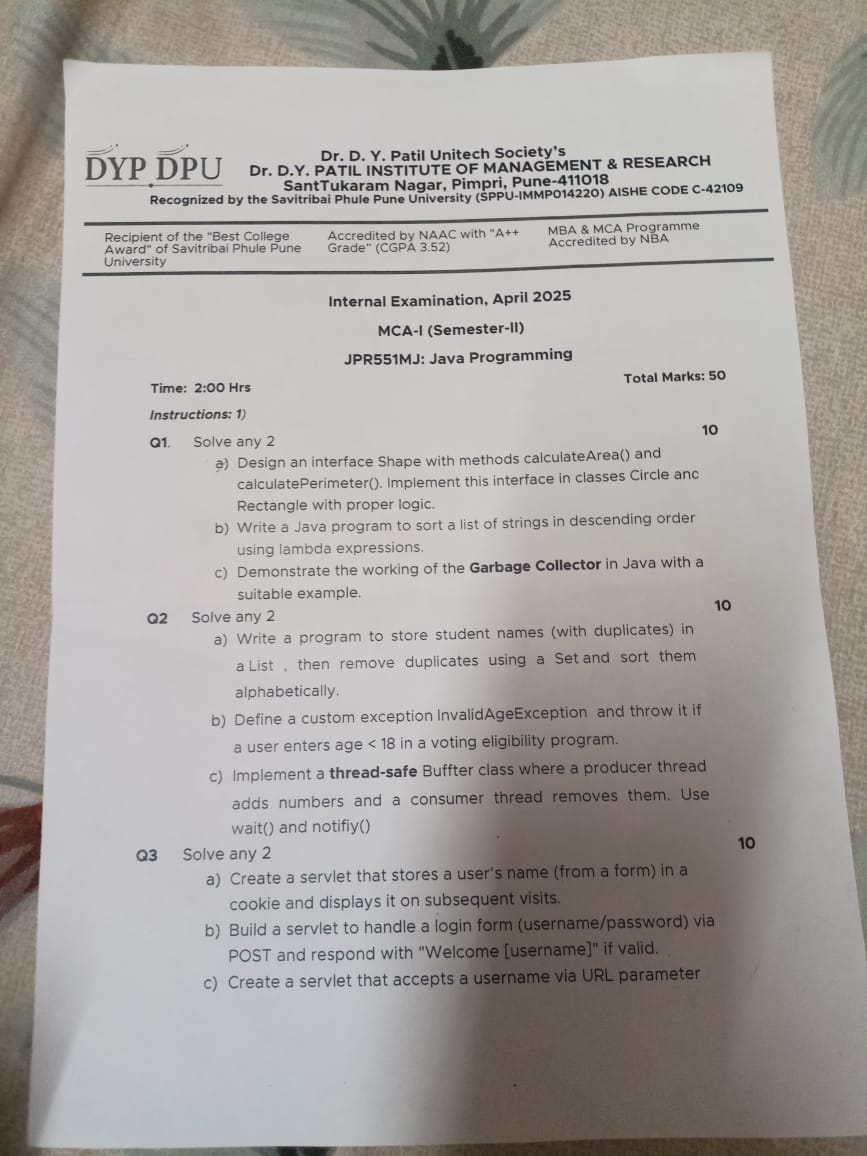 DYP DPU
Dr. D. Y. Patil Unitech Society's
Dr. D.Y. PATIL INSTITUTE OF MANAGEMENT & RESEARCH
SantTukaram Nagar, Pimpri, Pune-411018
Recognized by the Savitribai Phule Pune University (SPPU-IMMP014220) AISHE CODE C-42109
Recipient of the "Best College
Award" of Savitribai Phule Pune
University
Accredited by NAAC with "A++
Grade" (CGPA 3.52)
MBA & MCA Programme
Accredited by NBA
Internal Examination, April 2025
MCA-I (Semester-II)
JPR551MJ: Java Programming
Time: 2:00 Hrs Total Marks: 50
Instructions: 1)
Q1. Solve any 2 10
a) Design an interface Shape with methods calculateArea() and
calculatePerimeter(). Implement this interface in classes Circle anc
Rectangle with proper logic.
b) Write a Java program to sort a list of strings in descending order
using lambda expressions.
c) Demonstrate the working of the Garbage Collector in Java with a
suitable example.
Q2 Solve any 2 10
a) Write a program to store student names (with duplicates) in
a List , then remove duplicates using a Set and sort them
alphabetically.
b) Define a custom exception InvalidAgeException and throw it if
a user enters age < 18 in a voting eligibility program.
c) Implement a thread-safe Buffter class where a producer thread
adds numbers and a consumer thread removes them. Use
wait() and notifiy()
Q3 Solve any 2 10
a) Create a servlet that stores a user's name (from a form) in a
cookie and displays it on subsequent visits.
b) Build a servlet to handle a login form (username/password) via
POST and respond with "Welcome [username]" if valid.
c) Create a servlet that accepts a username via URL parameter